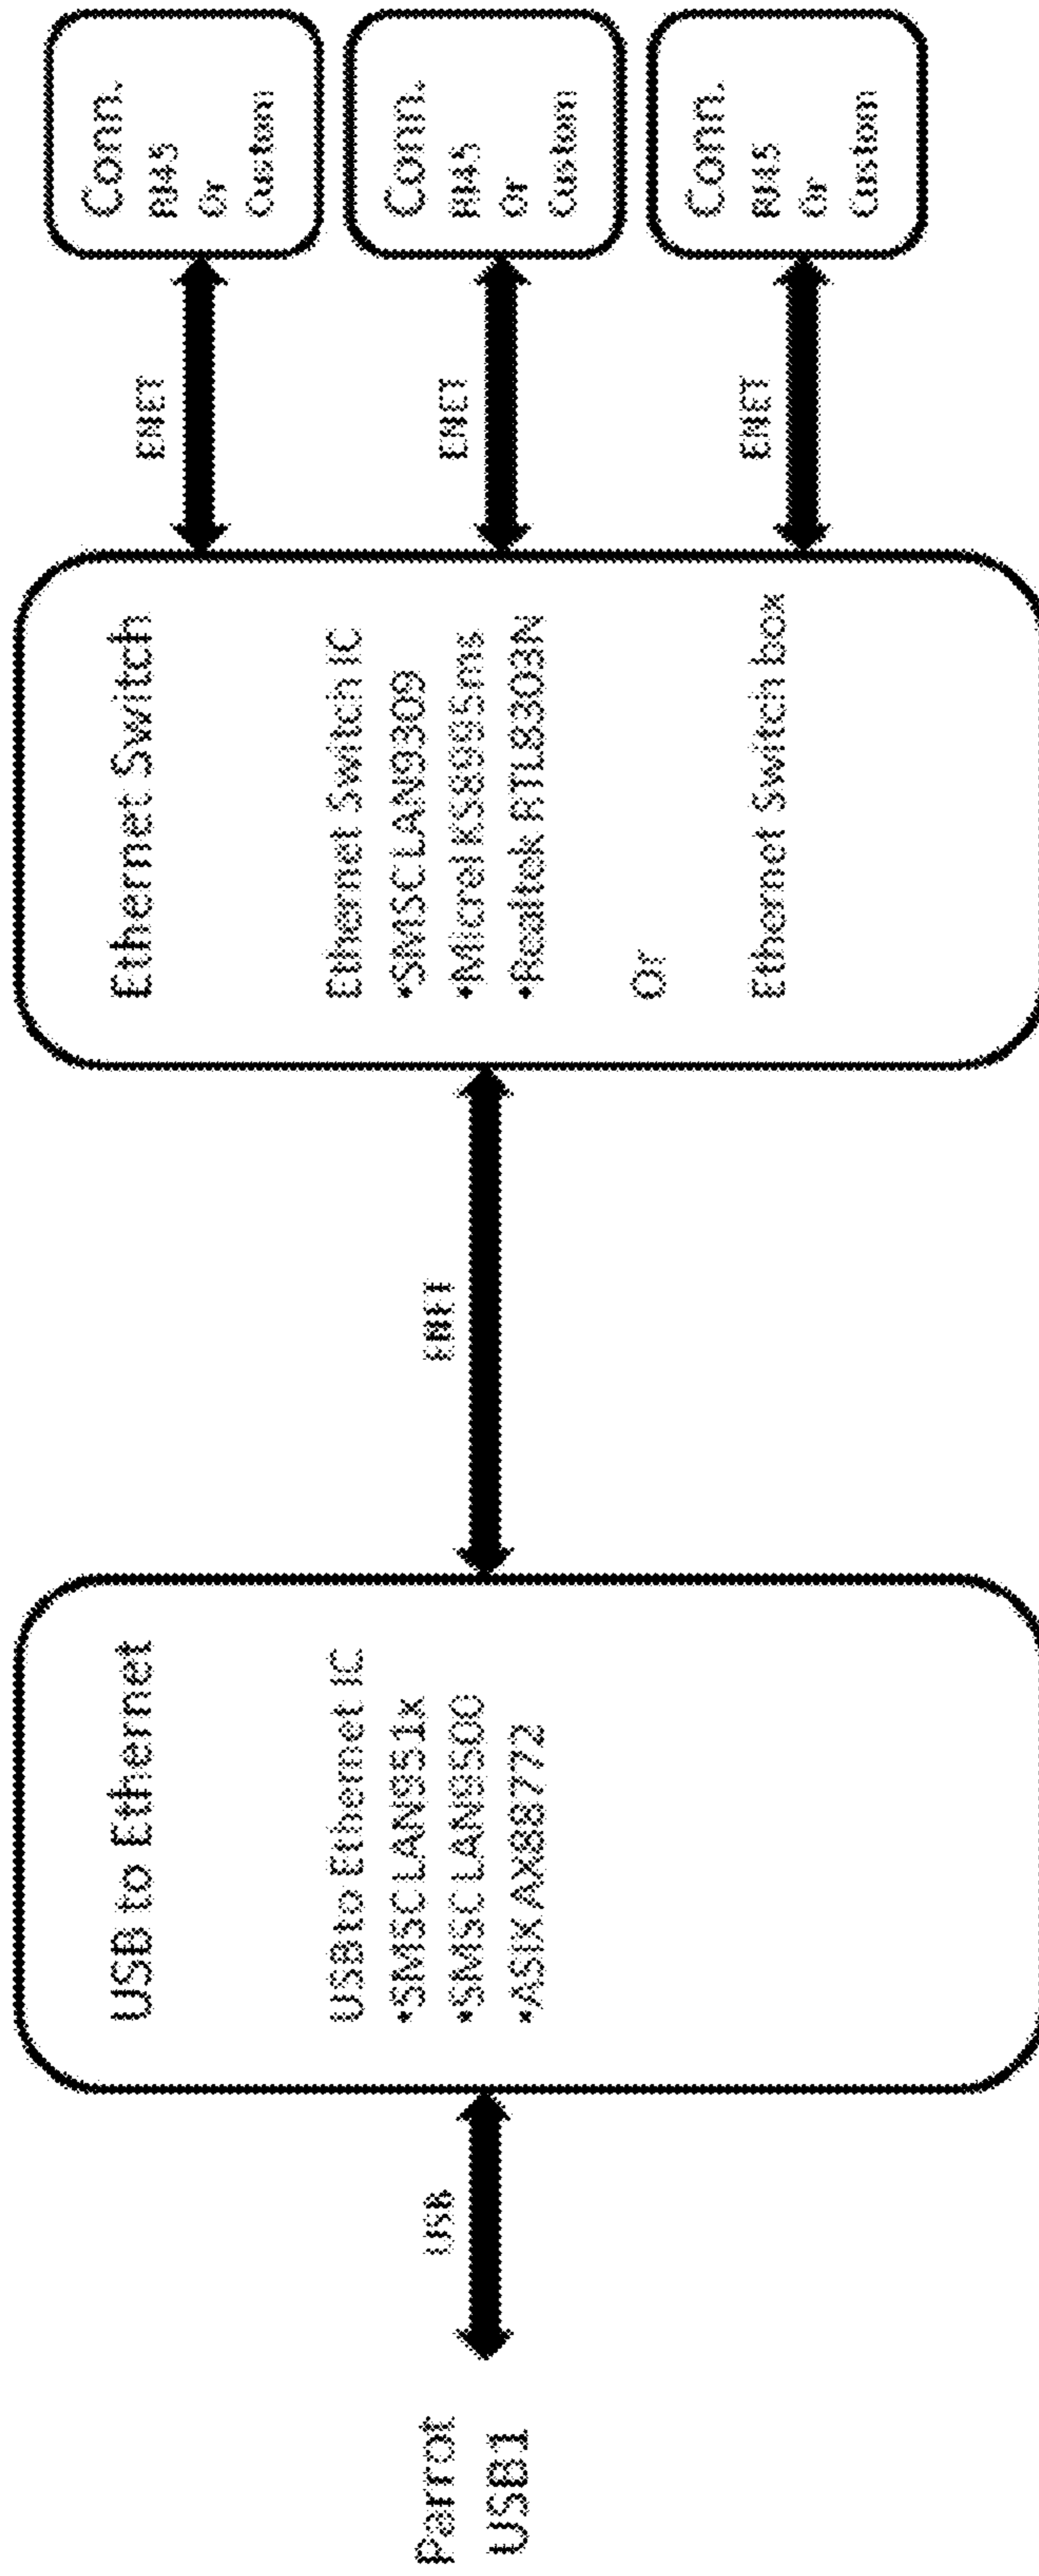 Parrot
USB1
USB
USB to Ethernet
USB to Ethernet IC
•SMSC LAN951x
•SMSC LAN9500
•ASIX AX88772
ENET
Ethernet Switch
Ethernet Switch IC
•SMSC LAN9309
•Micrel KS8995ms
•Realtek RTL8303N
Or
Ethernet Switch box
ENET
ENET
ENET
Conn.
RJ45
Or
Custom
Conn.
RJ45
Or
Custom
Conn.
RJ45
Or
Custom